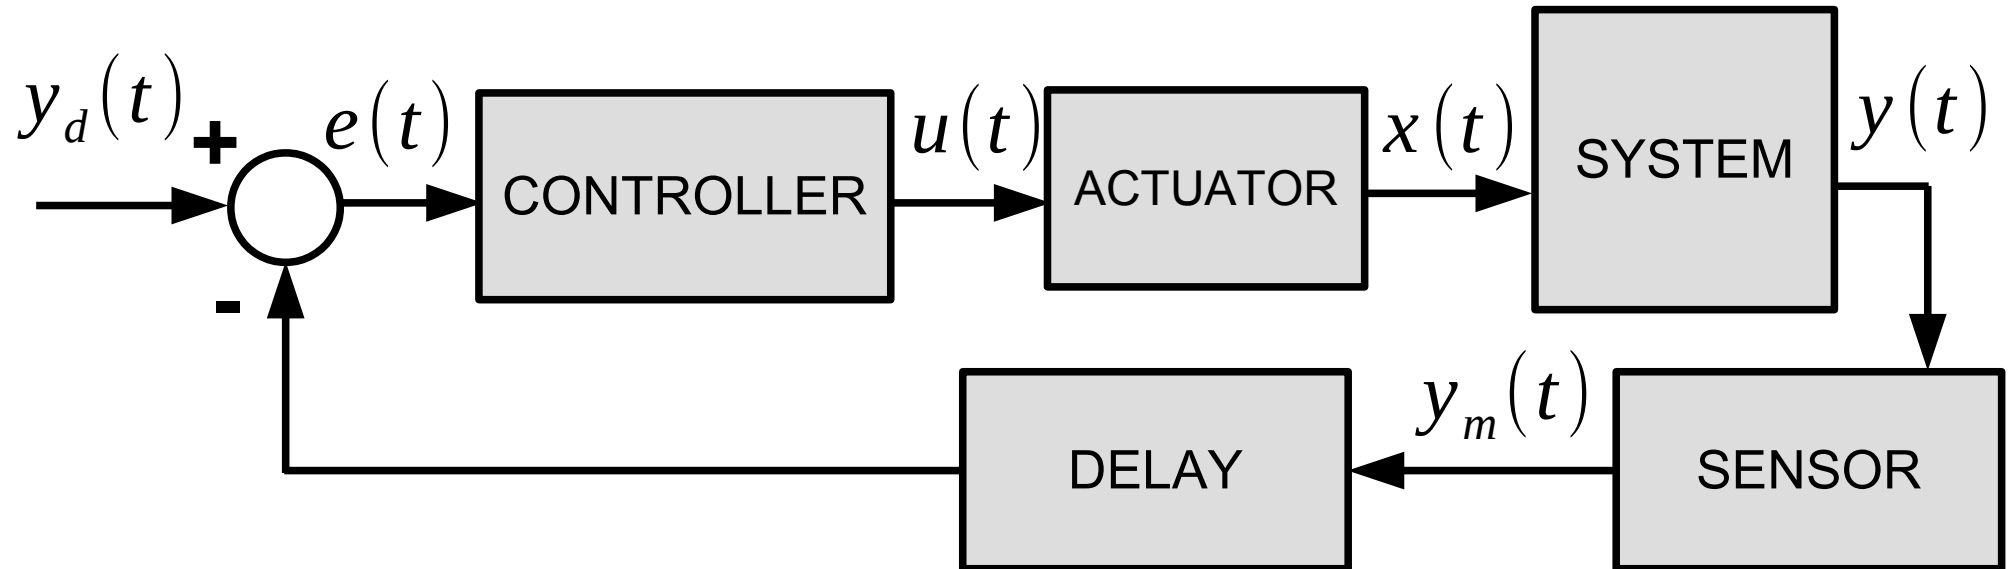 y_d(t)
+
e(t)
CONTROLLER
u(t)
ACTUATOR
x(t)
SYSTEM
y(t)
-
DELAY
y_m(t)
SENSOR